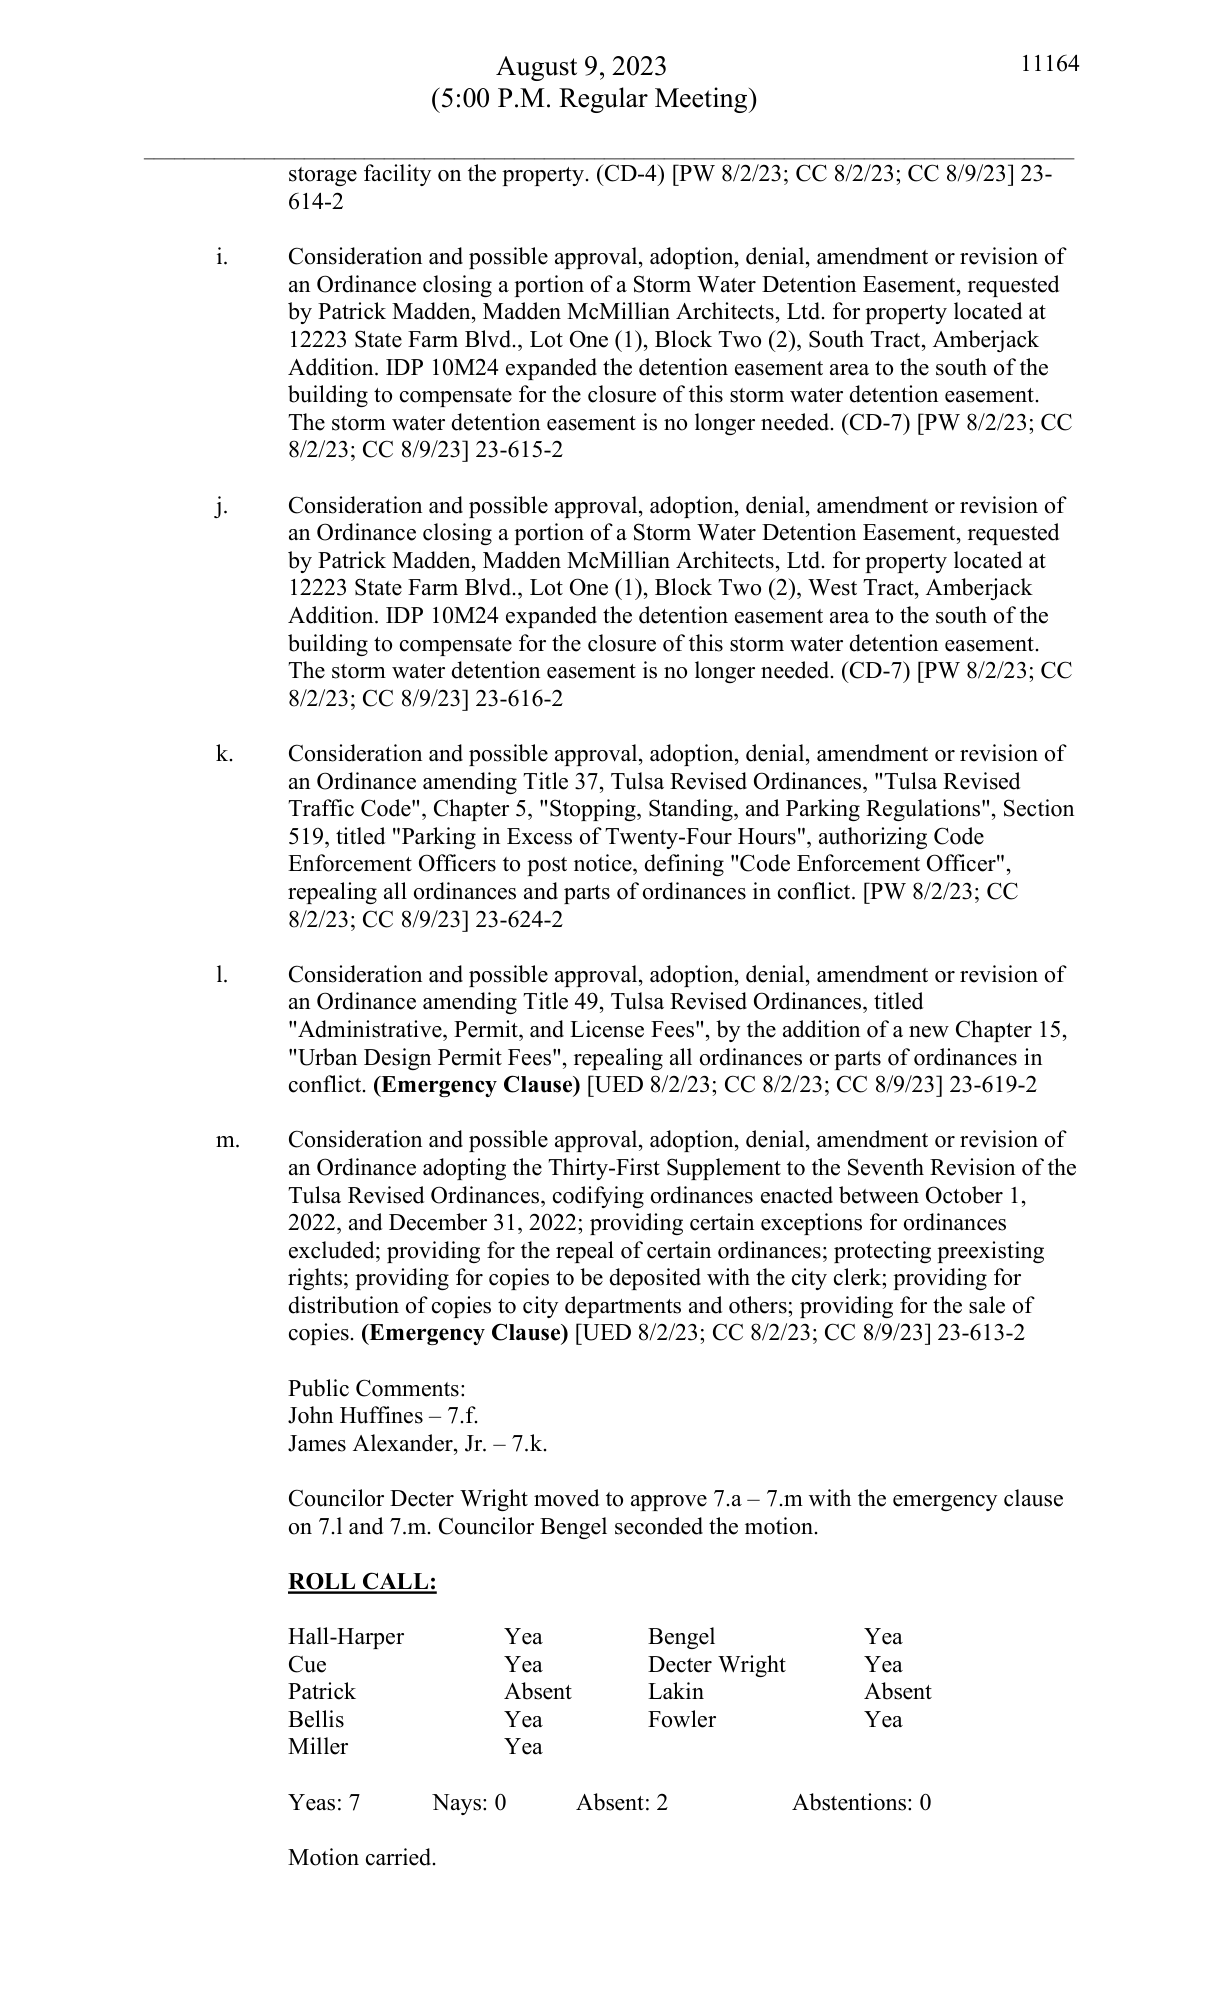 August 9, 2023 11164
(5:00 P.M. Regular Meeting)
storage facility on the property. (CD-4) [PW 8/2/23; CC 8/2/23; CC 8/9/23] 23-
614-2
i. Consideration and possible approval, adoption, denial, amendment or revision of
an Ordinance closing a portion of a Storm Water Detention Easement, requested
by Patrick Madden, Madden McMillian Architects, Ltd. for property located at
12223 State Farm Blvd., Lot One (1), Block Two (2), South Tract, Amberjack
Addition. IDP 10M24 expanded the detention easement area to the south of the
building to compensate for the closure of this storm water detention easement.
The storm water detention easement is no longer needed. (CD-7) [PW 8/2/23; CC
8/2/23; CC 8/9/23] 23-615-2
j. Consideration and possible approval, adoption, denial, amendment or revision of
an Ordinance closing a portion of a Storm Water Detention Easement, requested
by Patrick Madden, Madden McMillian Architects, Ltd. for property located at
12223 State Farm Blvd., Lot One (1), Block Two (2), West Tract, Amberjack
Addition. IDP 10M24 expanded the detention easement area to the south of the
building to compensate for the closure of this storm water detention easement.
The storm water detention easement is no longer needed. (CD-7) [PW 8/2/23; CC
8/2/23; CC 8/9/23] 23-616-2
k. Consideration and possible approval, adoption, denial, amendment or revision of
an Ordinance amending Title 37, Tulsa Revised Ordinances, "Tulsa Revised
Traffic Code", Chapter 5, "Stopping, Standing, and Parking Regulations", Section
519, titled "Parking in Excess of Twenty-Four Hours", authorizing Code
Enforcement Officers to post notice, defining "Code Enforcement Officer",
repealing all ordinances and parts of ordinances in conflict. [PW 8/2/23; CC
8/2/23; CC 8/9/23] 23-624-2
l. Consideration and possible approval, adoption, denial, amendment or revision of
an Ordinance amending Title 49, Tulsa Revised Ordinances, titled
"Administrative, Permit, and License Fees", by the addition of a new Chapter 15,
"Urban Design Permit Fees", repealing all ordinances or parts of ordinances in
conflict. (Emergency Clause) [UED 8/2/23; CC 8/2/23; CC 8/9/23] 23-619-2
m. Consideration and possible approval, adoption, denial, amendment or revision of
an Ordinance adopting the Thirty-First Supplement to the Seventh Revision of the
Tulsa Revised Ordinances, codifying ordinances enacted between October 1,
2022, and December 31, 2022; providing certain exceptions for ordinances
excluded; providing for the repeal of certain ordinances; protecting preexisting
rights; providing for copies to be deposited with the city clerk; providing for
distribution of copies to city departments and others; providing for the sale of
copies. (Emergency Clause) [UED 8/2/23; CC 8/2/23; CC 8/9/23] 23-613-2
Public Comments:
John Huffines – 7.f.
James Alexander, Jr. – 7.k.
Councilor Decter Wright moved to approve 7.a – 7.m with the emergency clause
on 7.l and 7.m. Councilor Bengel seconded the motion.
ROLL CALL:
Hall-Harper Yea Bengel Yea
Cue Yea Decter Wright Yea
Patrick Absent Lakin Absent
Bellis Yea Fowler Yea
Miller Yea
Yeas: 7 Nays: 0 Absent: 2 Abstentions: 0
Motion carried.